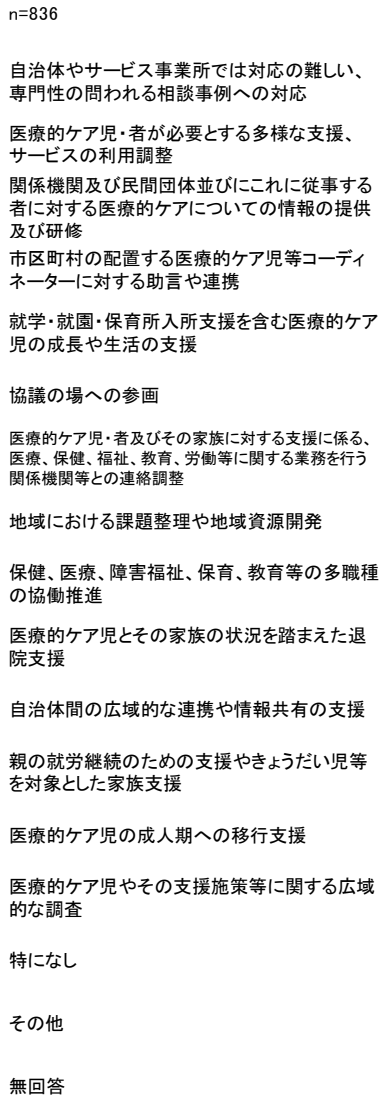 n=836
自治体やサービス事業所では対応の難しい、
専門性の問われる相談事例への対応
医療的ケア児・者が必要とする多様な支援、
サービスの利用調整
関係機関及び民間団体並びにこれに従事する
者に対する医療的ケアについての情報の提供
及び研修
市区町村の配置する医療的ケア児等コーディ
ネーターに対する助言や連携
就学・就園・保育所入所支援を含む医療的ケア
児の成長や生活の支援
協議の場への参画
医療的ケア児・者及びその家族に対する支援に係る、
医療、保健、福祉、教育、労働等に関する業務を行う
関係機関等との連絡調整
地域における課題整理や地域資源開発
保健、医療、障害福祉、保育、教育等の多職種
の協働推進
医療的ケア児とその家族の状況を踏まえた退
院支援
自治体間の広域的な連携や情報共有の支援
親の就労継続のための支援やきょうだい児等
を対象とした家族支援
医療的ケア児の成人期への移行支援
医療的ケア児やその支援施策等に関する広域
的な調査
特になし
その他
無回答